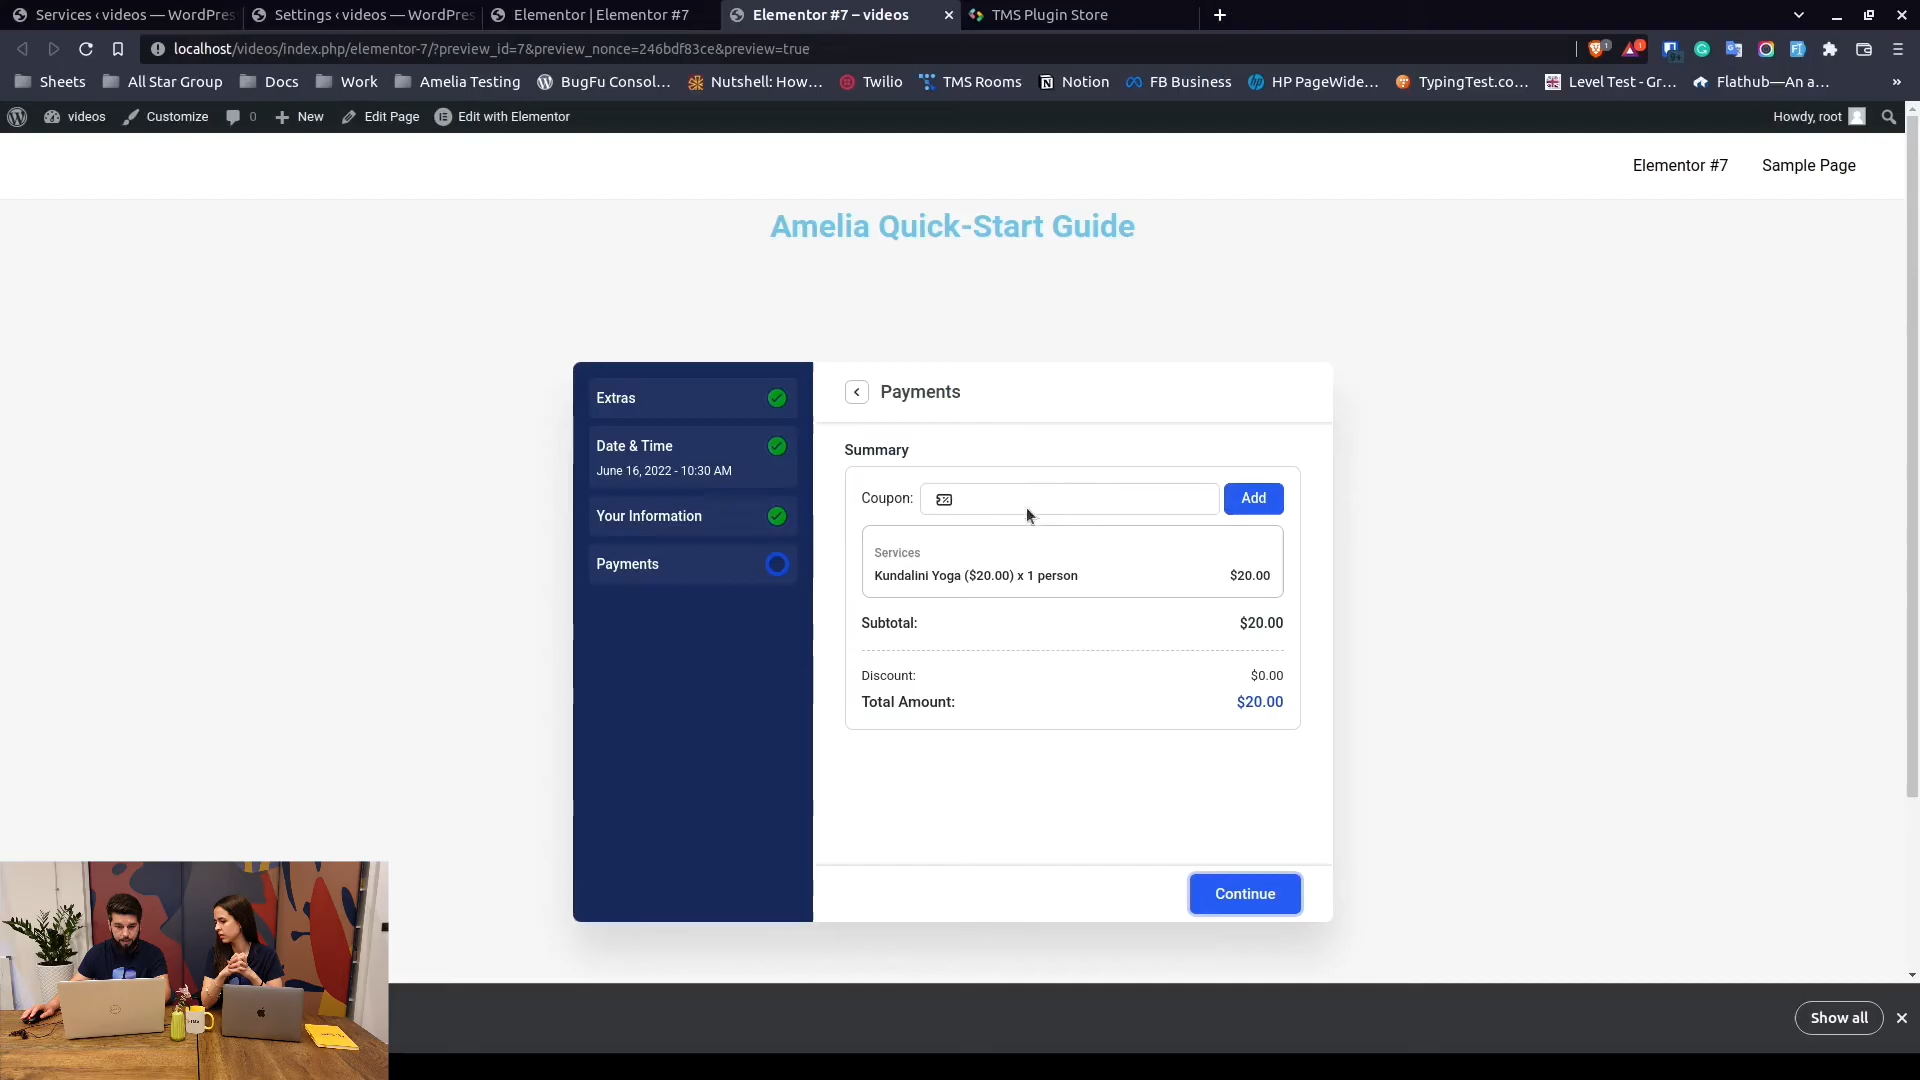 Services ‹ videos — WordPres
Settings ‹ videos — WordPres
Elementor | Elementor #7
Elementor #7 – videos
TMS Plugin Store
localhost/videos/index.php/elementor-7/?preview_id=7&preview_nonce=246bdf83ce&preview=true
Sheets
All Star Group
Docs
Work
Amelia Testing
BugFu Consol...
Nutshell: How...
Twilio
TMS Rooms
Notion
FB Business
HP PageWide...
TypingTest.co...
Level Test - Gr...
Flathub—An a...
videos
Customize
0
New
Edit Page
Edit with Elementor
Howdy, root
Elementor #7
Sample Page
Amelia Quick-Start Guide
Extras
Date & Time
June 16, 2022 - 10:30 AM
Your Information
Payments
Payments
Summary
Coupon:
Add
Services
Kundalini Yoga ($20.00) x 1 person $20.00
Subtotal: $20.00
Discount: $0.00
Total Amount: $20.00
Continue
Show all